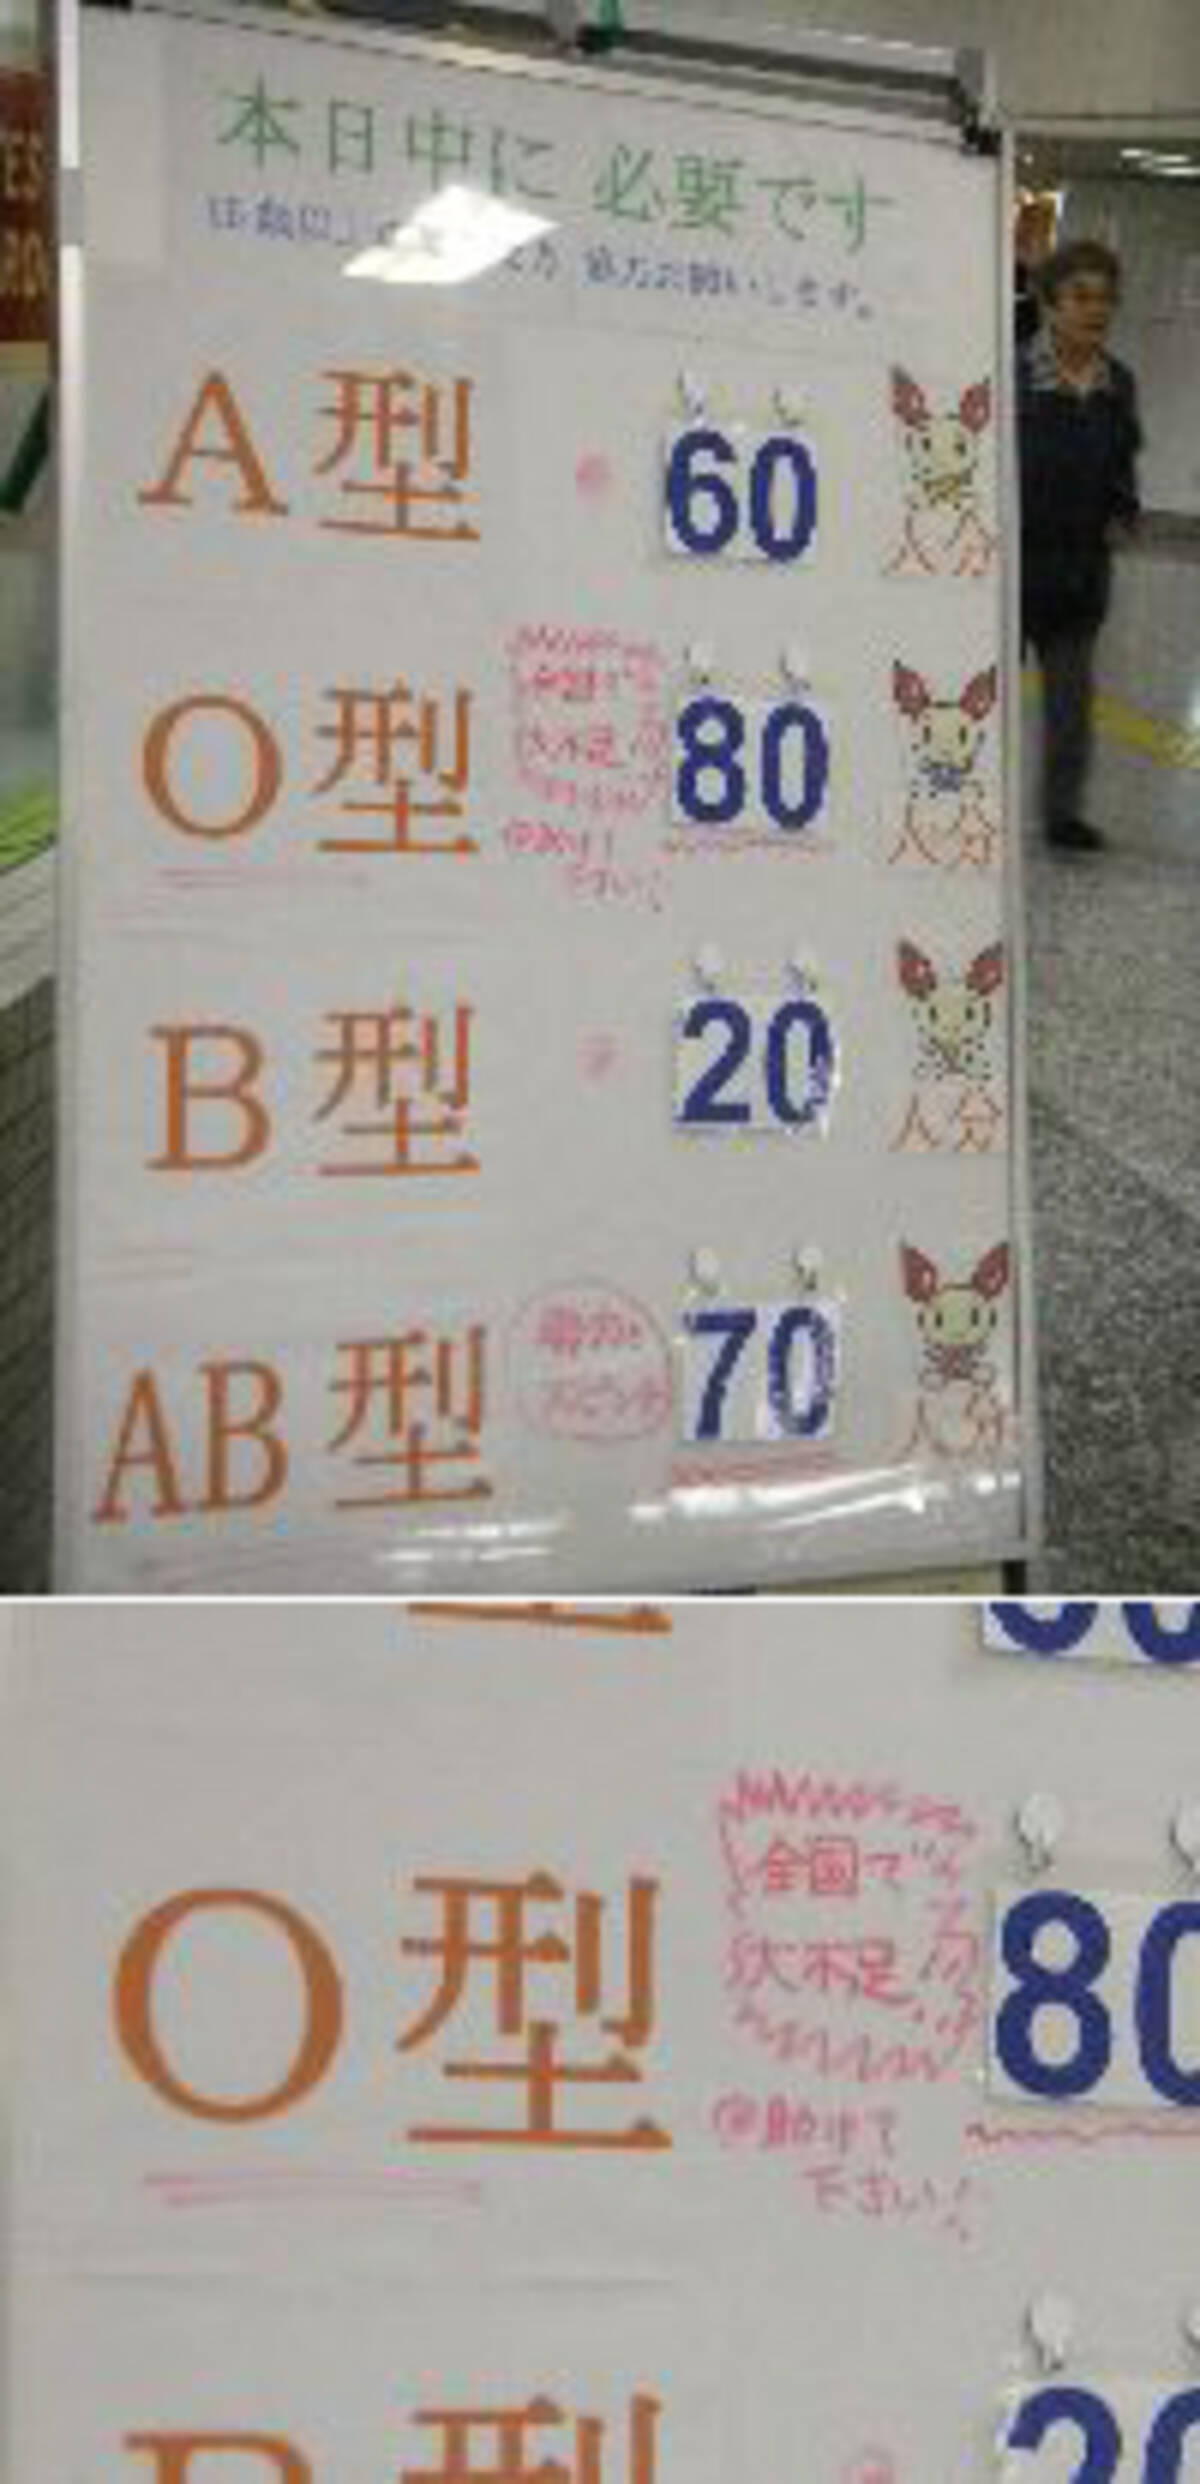 本日中に 必要です
協力お願いします。
A型 60 人分
O型 全国で 大不足 助けて 下さい! 80 人分
B型 20 人分
AB型 70 人分
O型
全国で
大不足
助けて
下さい!
80
20